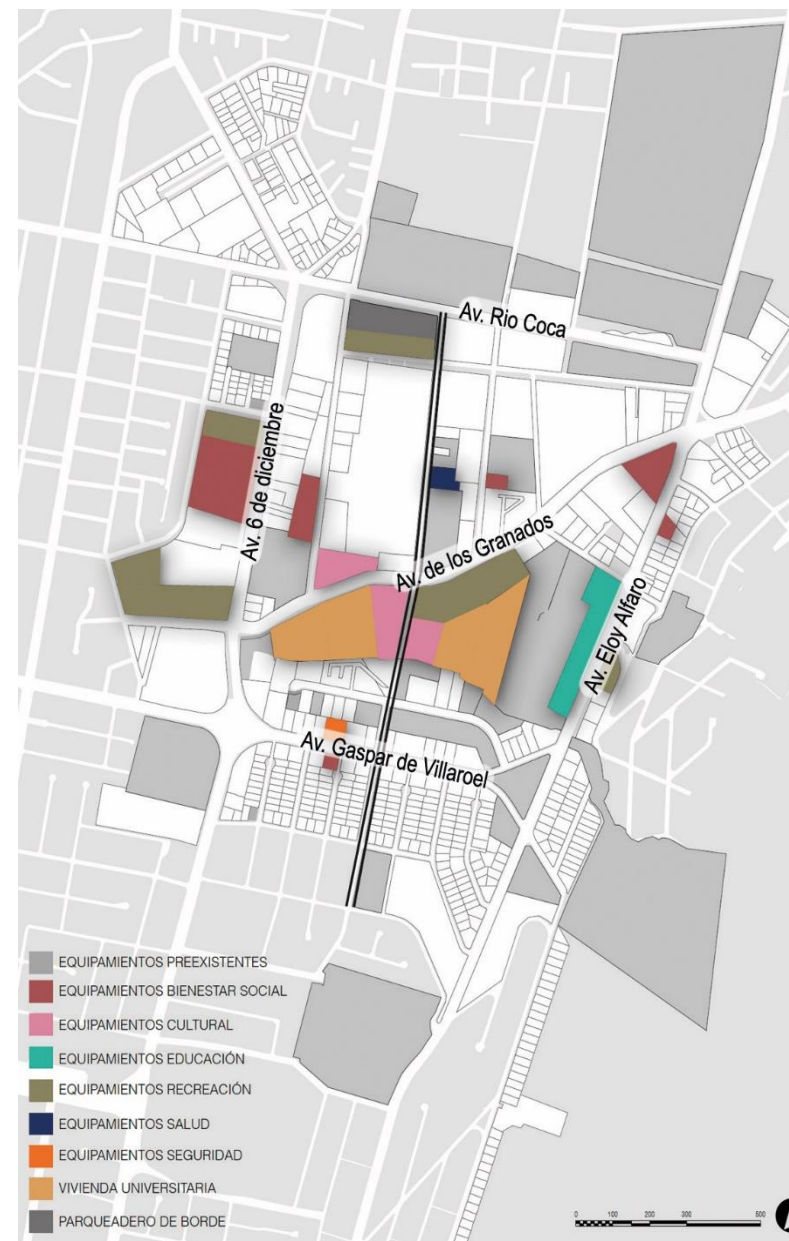 Av. Rio Coca
Av. 6 de diciembre
Av. de los Granados
Av. Eloy Alfaro
Av. Gaspar de Villaroel
EQUIPAMIENTOS PREEXISTENTES
EQUIPAMIENTOS BIENESTAR SOCIAL
EQUIPAMIENTOS CULTURAL
EQUIPAMIENTOS EDUCACIÓN
EQUIPAMIENTOS RECREACIÓN
EQUIPAMIENTOS SALUD
EQUIPAMIENTOS SEGURIDAD
VIVIENDA UNIVERSITARIA
PARQUEADERO DE BORDE
0 100 200 300 500